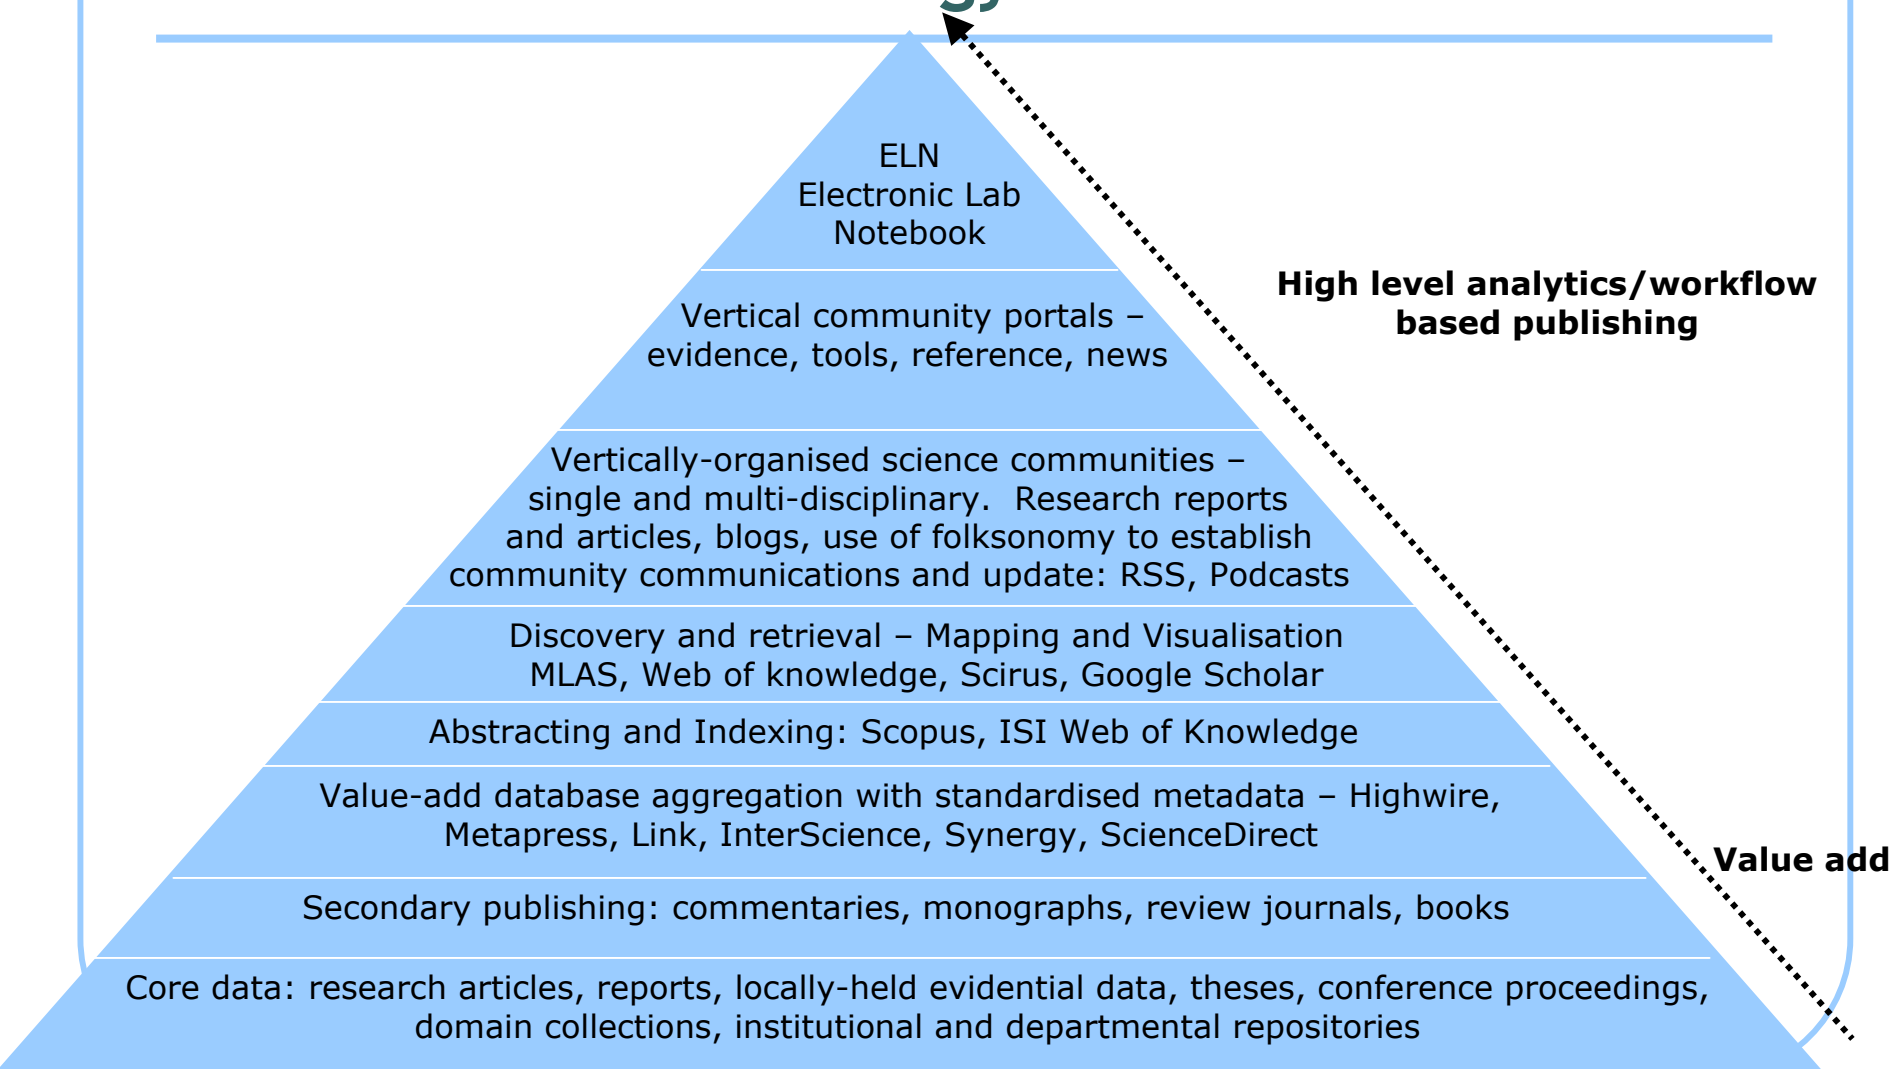 ELN
Electronic Lab
Notebook
High level analytics/workflow
based publishing
Vertical community portals –
evidence, tools, reference, news
Vertically-organised science communities –
single and multi-disciplinary.  Research reports
and articles, blogs, use of folksonomy to establish
community communications and update: RSS, Podcasts
Discovery and retrieval – Mapping and Visualisation
MLAS, Web of knowledge, Scirus, Google Scholar
Abstracting and Indexing: Scopus, ISI Web of Knowledge
Value-add database aggregation with standardised metadata – Highwire,
Metapress, Link, InterScience, Synergy, ScienceDirect
Value add
Secondary publishing: commentaries, monographs, review journals, books
Core data: research articles, reports, locally-held evidential data, theses, conference proceedings,
domain collections, institutional and departmental repositories